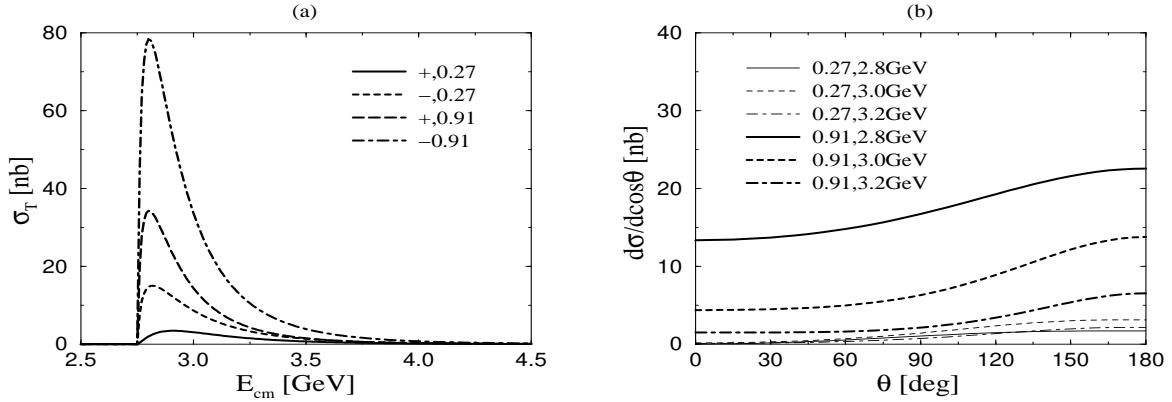 (a)
80
60
40
20
0
σT [nb]
2.5 3.0 3.5 4.0 4.5
Ecm [GeV]
+,0.27
−,0.27
+,0.91
−0.91
(b)
40
30
20
10
0
dσ/dcosθ [nb]
0 30 60 90 120 150 180
θ [deg]
0.27,2.8GeV
0.27,3.0GeV
0.27,3.2GeV
0.91,2.8GeV
0.91,3.0GeV
0.91,3.2GeV